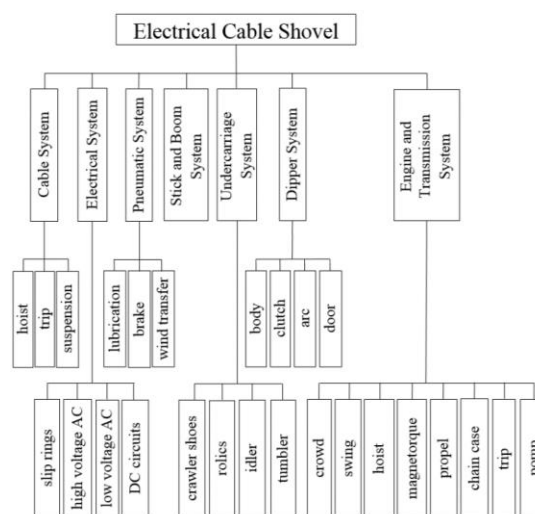 Electrical Cable Shovel
Cable System
Electrical System
Pneumatic System
Stick and Boom
System
Undercarriage
System
Dipper System
Engine and
Transmission
System
hoist
trip
suspension
lubrication
brake
wind transfer
body
clutch
arc
door
slip rings
high voltage AC
low voltage AC
DC circuits
crawler shoes
rolics
idler
tumbler
crowd
swing
hoist
magnetorque
propel
chain case
trip